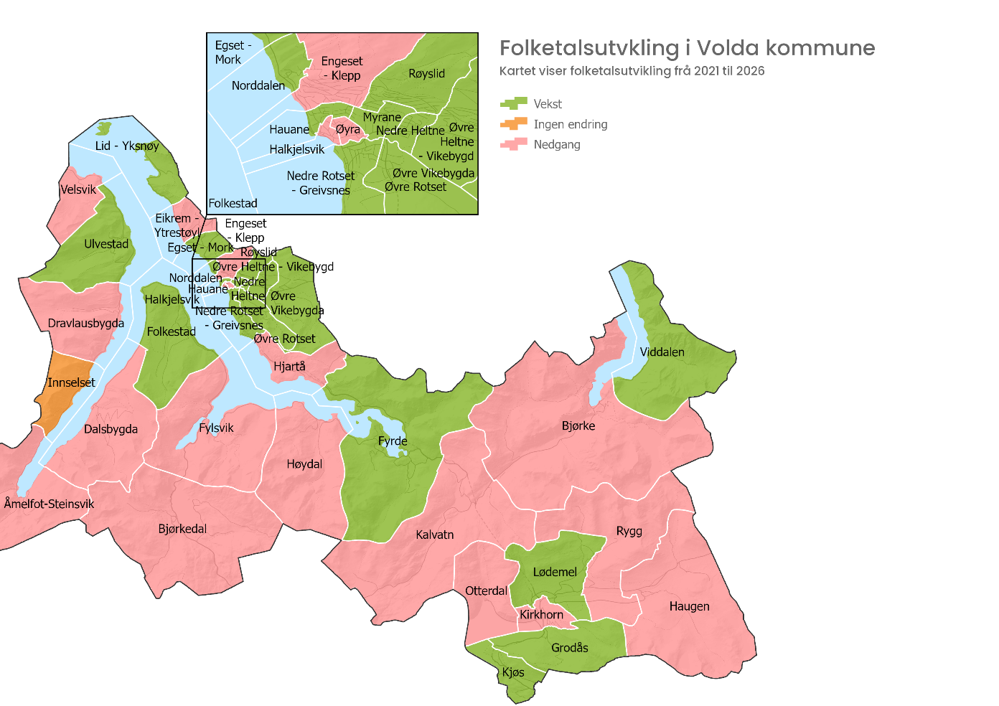 Folketalsutvkling i Volda kommune
Kartet viser folketalsutvikling frå 2021 til 2026
Vekst
Ingen endring
Nedgang
Egset -
Mork
Engeset
- Klepp
Røyslid
Norddalen
Myrane
Hauane
Øyra
Nedre Heltne
Øvre
Heltne
- Vikebygd
Halkjelsvik
Nedre Rotset
- Greivsnes
Øvre Vikebygda
Øvre Rotset
Folkestad
Lid - Yksnøy
Velsvik
Eikrem -
Ytrestøyl
Engeset
- Klepp
Ulvestad
Egset - Mork
Røyslid
Øvre Heltne - Vikebygd
Norddalen
Nedre
Heltne
Hauane
Halkjelsvik
Øvre
Vikebygda
Nedre Rotset
- Greivsnes
Dravlausbygda
Folkestad
Øvre Rotset
Hjartå
Viddalen
Innselset
Dalsbygda
Fylsvik
Fyrde
Bjørke
Høydal
Åmelfot-Steinsvik
Bjørkedal
Kalvatn
Rygg
Lødemel
Otterdal
Kirkhorn
Haugen
Grodås
Kjøs